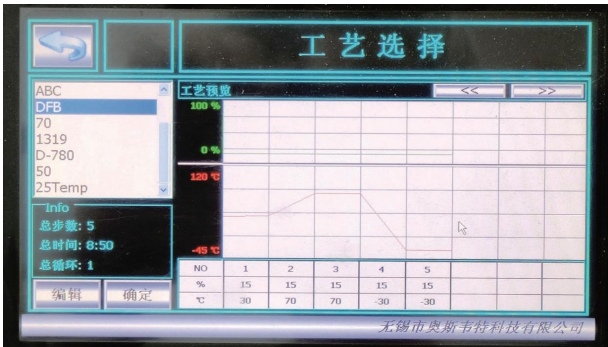 工艺选择
ABC
DFB
70
1319
D-780
50
25Temp
Info
总步数: 5
总时间: 8:50
总循环: 1
编辑 确定
工艺预览 << >>
100 %
0 %
120 ℃
-45 ℃
NO 1 2 3 4 5
% 15 15 15 15 15
℃ 30 70 70 -30 -30
无锡市奥斯韦特科技有限公司